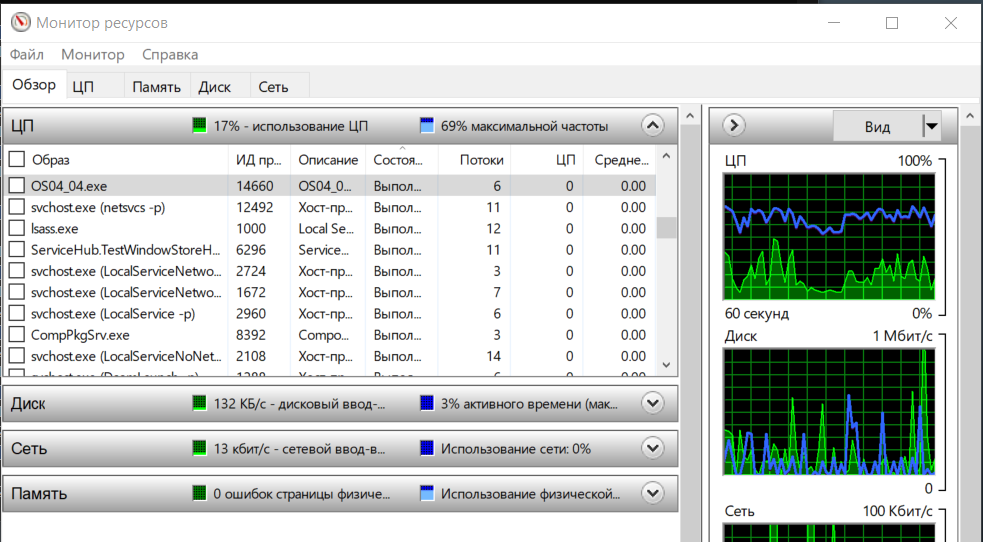 Монитор ресурсов
Файл Монитор Справка
Обзор ЦП Память Диск Сеть
ЦП 17% - использование ЦП 69% максимальной частоты
Образ ИД пр... Описание Состоя... Потоки ЦП Средне...
OS04_04.exe 14660 OS04_0... Выпол... 6 0 0.00
svchost.exe (netsvcs -p) 12492 Хост-пр... Выпол... 11 0 0.00
lsass.exe 1000 Local Se... Выпол... 12 0 0.00
ServiceHub.TestWindowStoreH... 6296 Service... Выпол... 11 0 0.00
svchost.exe (LocalServiceNetwo... 2724 Хост-пр... Выпол... 3 0 0.00
svchost.exe (LocalServiceNetwo... 1672 Хост-пр... Выпол... 7 0 0.00
svchost.exe (LocalService -p) 2960 Хост-пр... Выпол... 6 0 0.00
CompPkgSrv.exe 8392 Compo... Выпол... 3 0 0.00
svchost.exe (LocalServiceNoNet... 2108 Хост-пр... Выпол... 14 0 0.00
svchost.exe (DcomLaunch -p) 1288 Хост-пр... Выпол... 6 0 0.00
Диск 132 КБ/с - дисковый ввод-... 3% активного времени (мак...
Сеть 13 кбит/с - сетевой ввод-в... Использование сети: 0%
Память 0 ошибок страницы физиче... Использование физической...
Вид
ЦП 100%
60 секунд 0%
Диск 1 Мбит/с
0
Сеть 100 Кбит/с